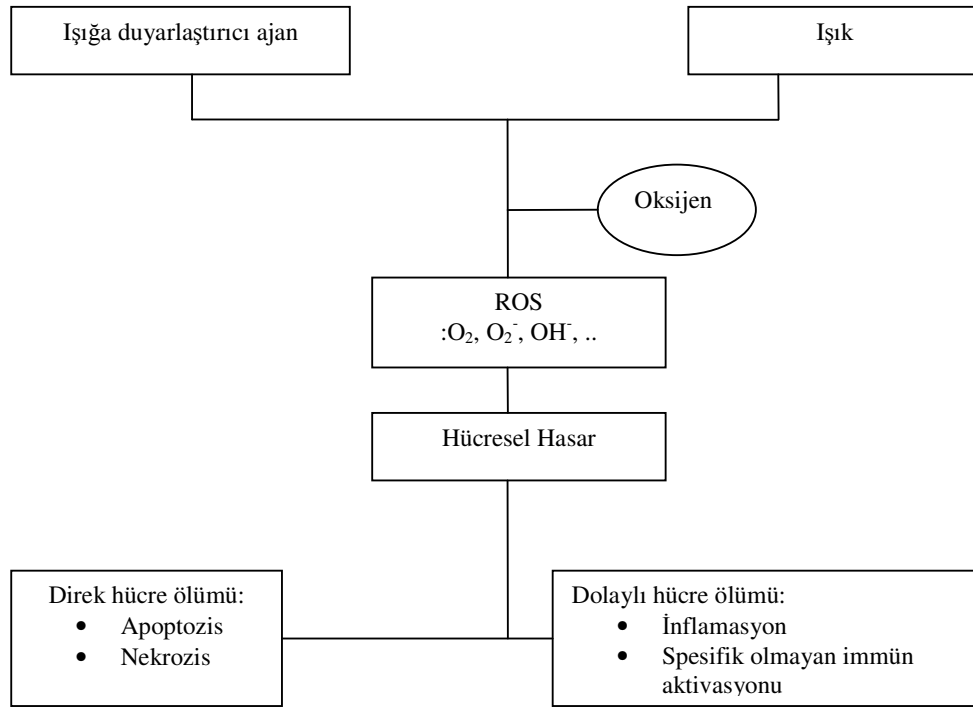 Işığa duyarlaştırıcı ajan
Işık
Oksijen
ROS
:O₂, O₂⁻, OH⁻, ..
Hücresel Hasar
Direk hücre ölümü:
• Apoptozis
• Nekrozis
Dolaylı hücre ölümü:
• İnflamasyon
• Spesifik olmayan immün
aktivasyonu